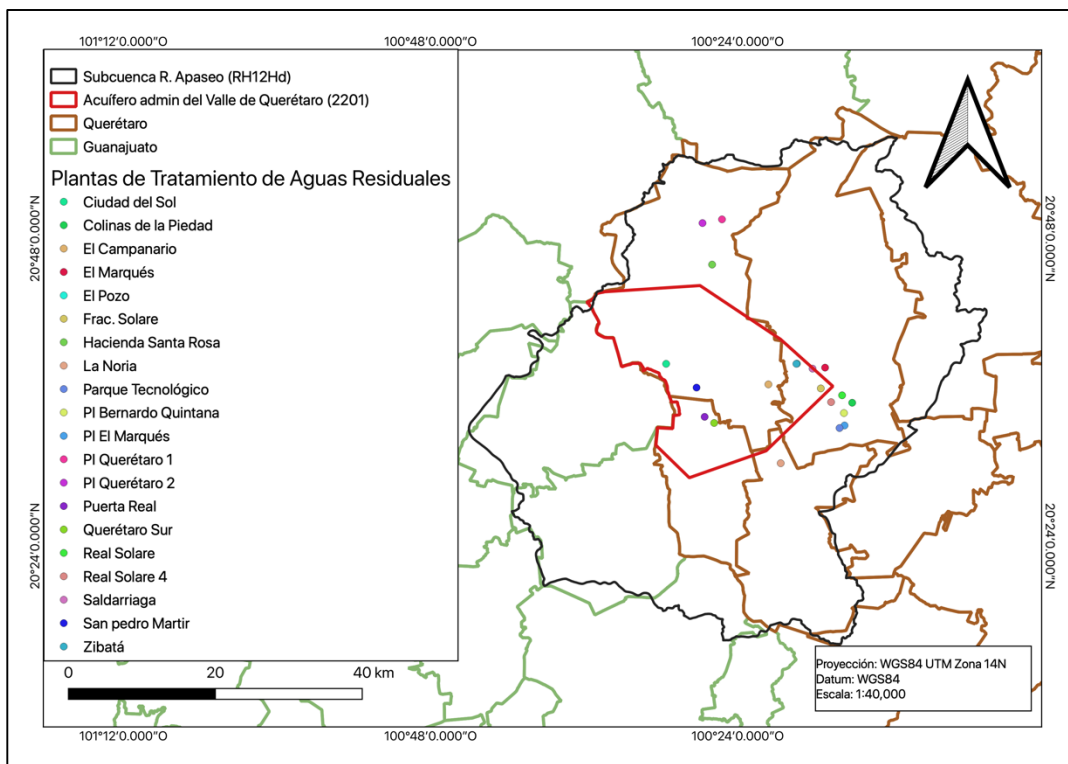 101°12'0.000"O
100°48'0.000"O
100°24'0.000"O
Subcuenca R. Apaseo (RH12Hd)
Acuífero admin del Valle de Querétaro (2201)
Querétaro
Guanajuato
Plantas de Tratamiento de Aguas Residuales
Ciudad del Sol
Colinas de la Piedad
El Campanario
El Marqués
El Pozo
Frac. Solare
Hacienda Santa Rosa
La Noria
Parque Tecnológico
PI Bernardo Quintana
PI El Marqués
PI Querétaro 1
PI Querétaro 2
Puerta Real
Querétaro Sur
Real Solare
Real Solare 4
Saldarriaga
San pedro Martir
Zibatá
0 20 40 km
20°48'0.000"N
20°24'0.000"N
20°48'0.000"N
20°24'0.000"N
Proyección: WGS84 UTM Zona 14N
Datum: WGS84
Escala: 1:40,000
101°12'0.000"O
100°48'0.000"O
100°24'0.000"O